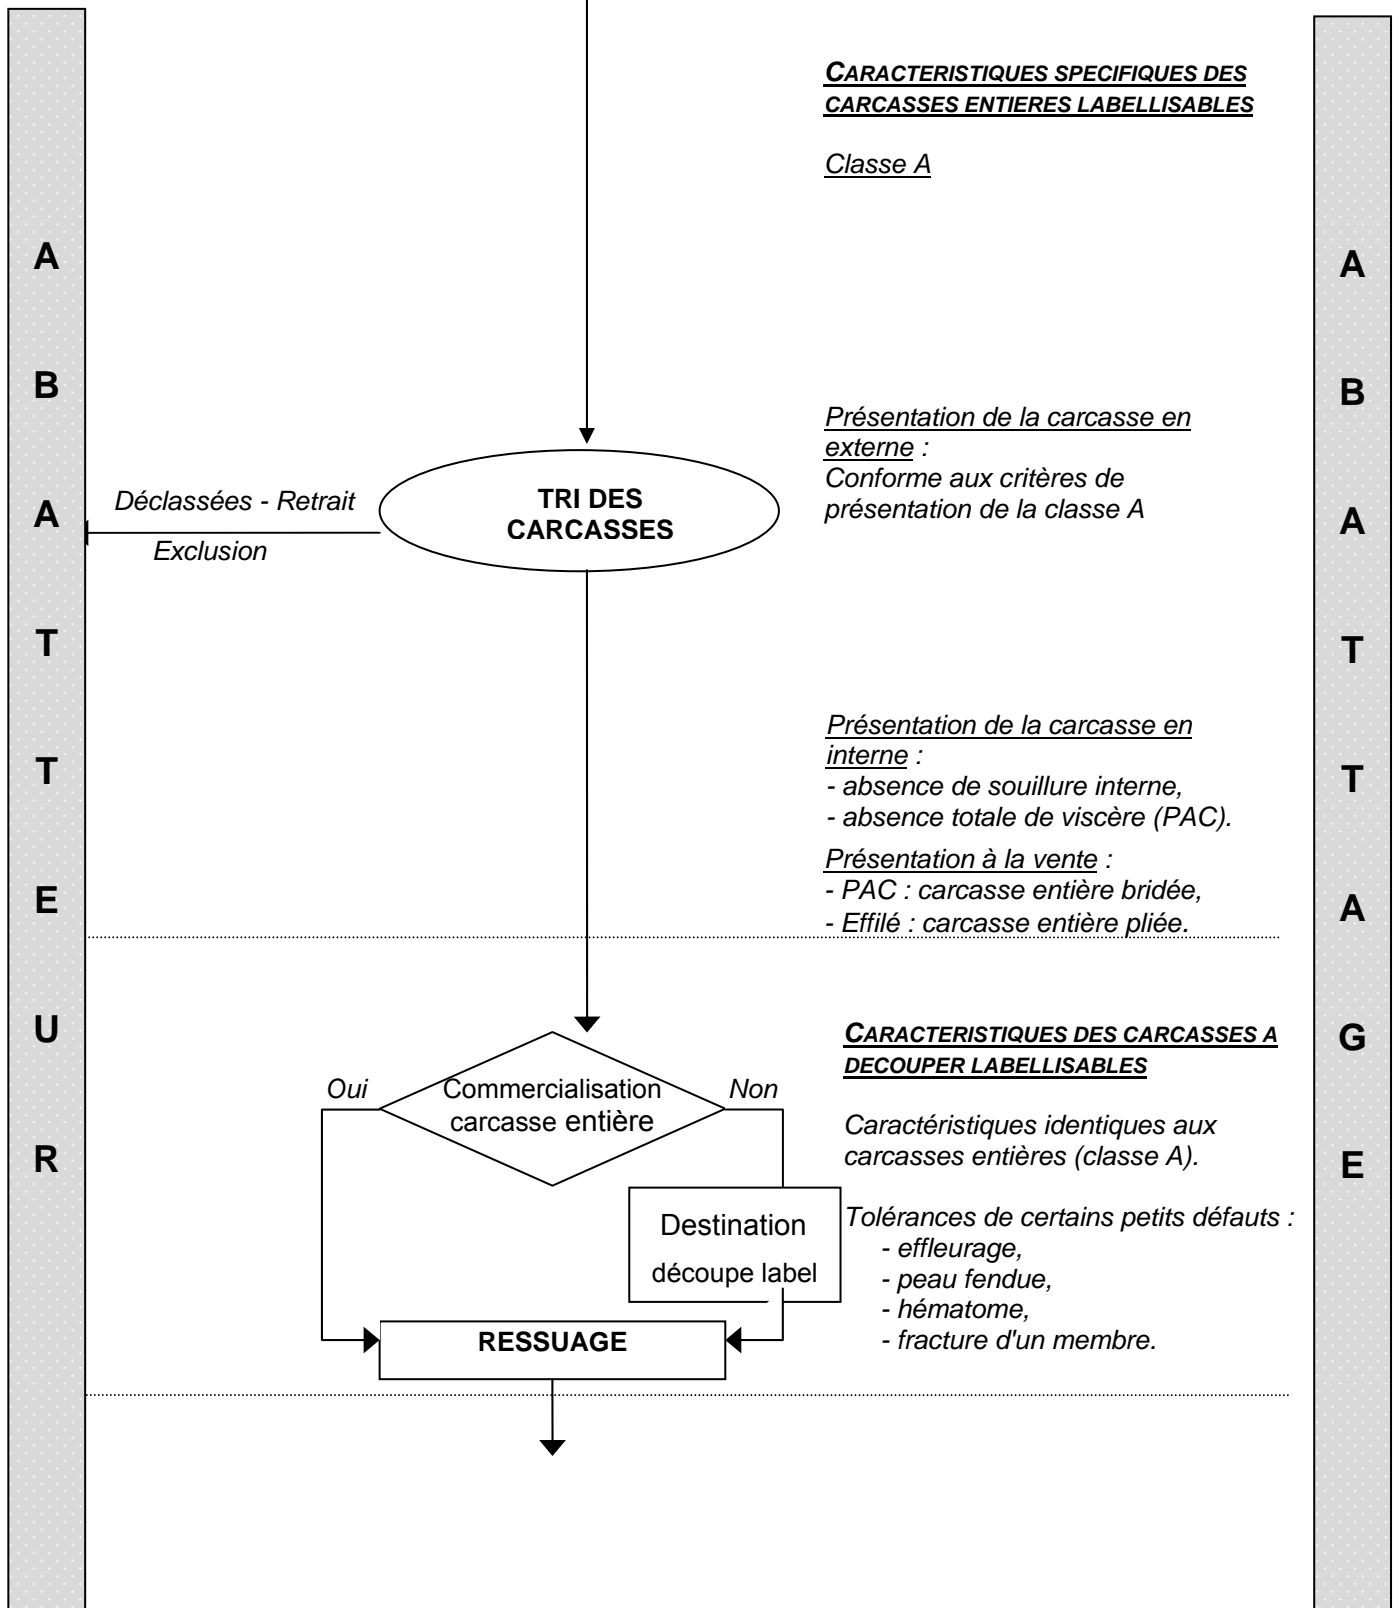 A
B
A
T
T
E
U
R
CARACTERISTIQUES SPECIFIQUES DES
CARCASSES ENTIERES LABELLISABLES
Classe A
Présentation de la carcasse en
externe :
Conforme aux critères de
présentation de la classe A
Déclassées - Retrait
Exclusion
TRI DES
CARCASSES
Présentation de la carcasse en
interne :
- absence de souillure interne,
- absence totale de viscère (PAC).
Présentation à la vente :
- PAC : carcasse entière bridée,
- Effilé : carcasse entière pliée.
Oui
Commercialisation
carcasse entière
Non
CARACTERISTIQUES DES CARCASSES A
DECOUPER LABELLISABLES
Caractéristiques identiques aux
carcasses entières (classe A).
Destination
découpe label
Tolérances de certains petits défauts :
- effleurage,
- peau fendue,
- hématome,
- fracture d'un membre.
RESSUAGE
A
B
A
T
T
A
G
E